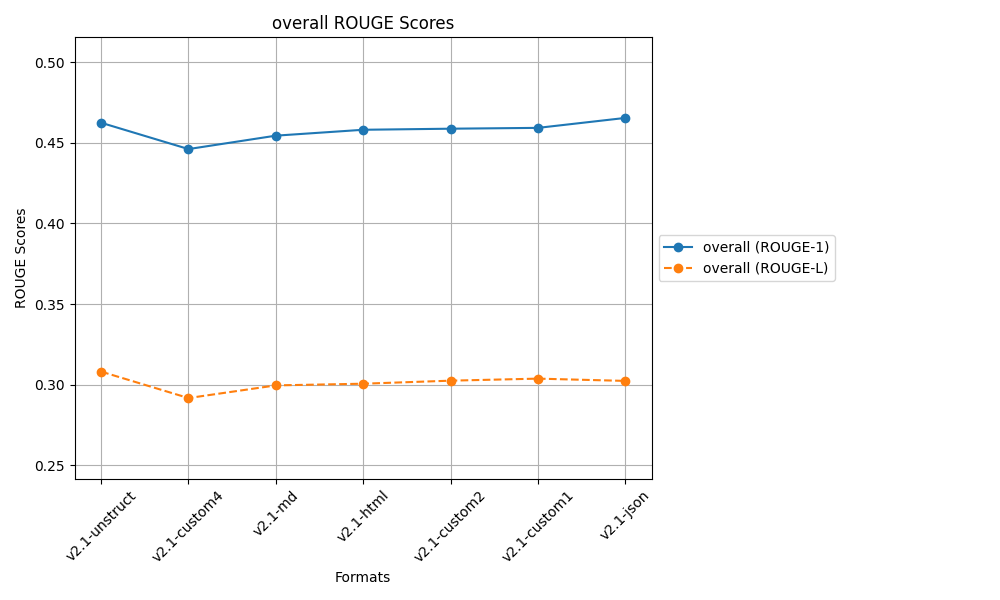 overall ROUGE Scores
ROUGE Scores
0.50
0.45
0.40
0.35
0.30
0.25
overall (ROUGE-1)
overall (ROUGE-L)
v2.1-unstruct
v2.1-custom4
v2.1-md
v2.1-html
v2.1-custom2
v2.1-custom1
v2.1-json
Formats